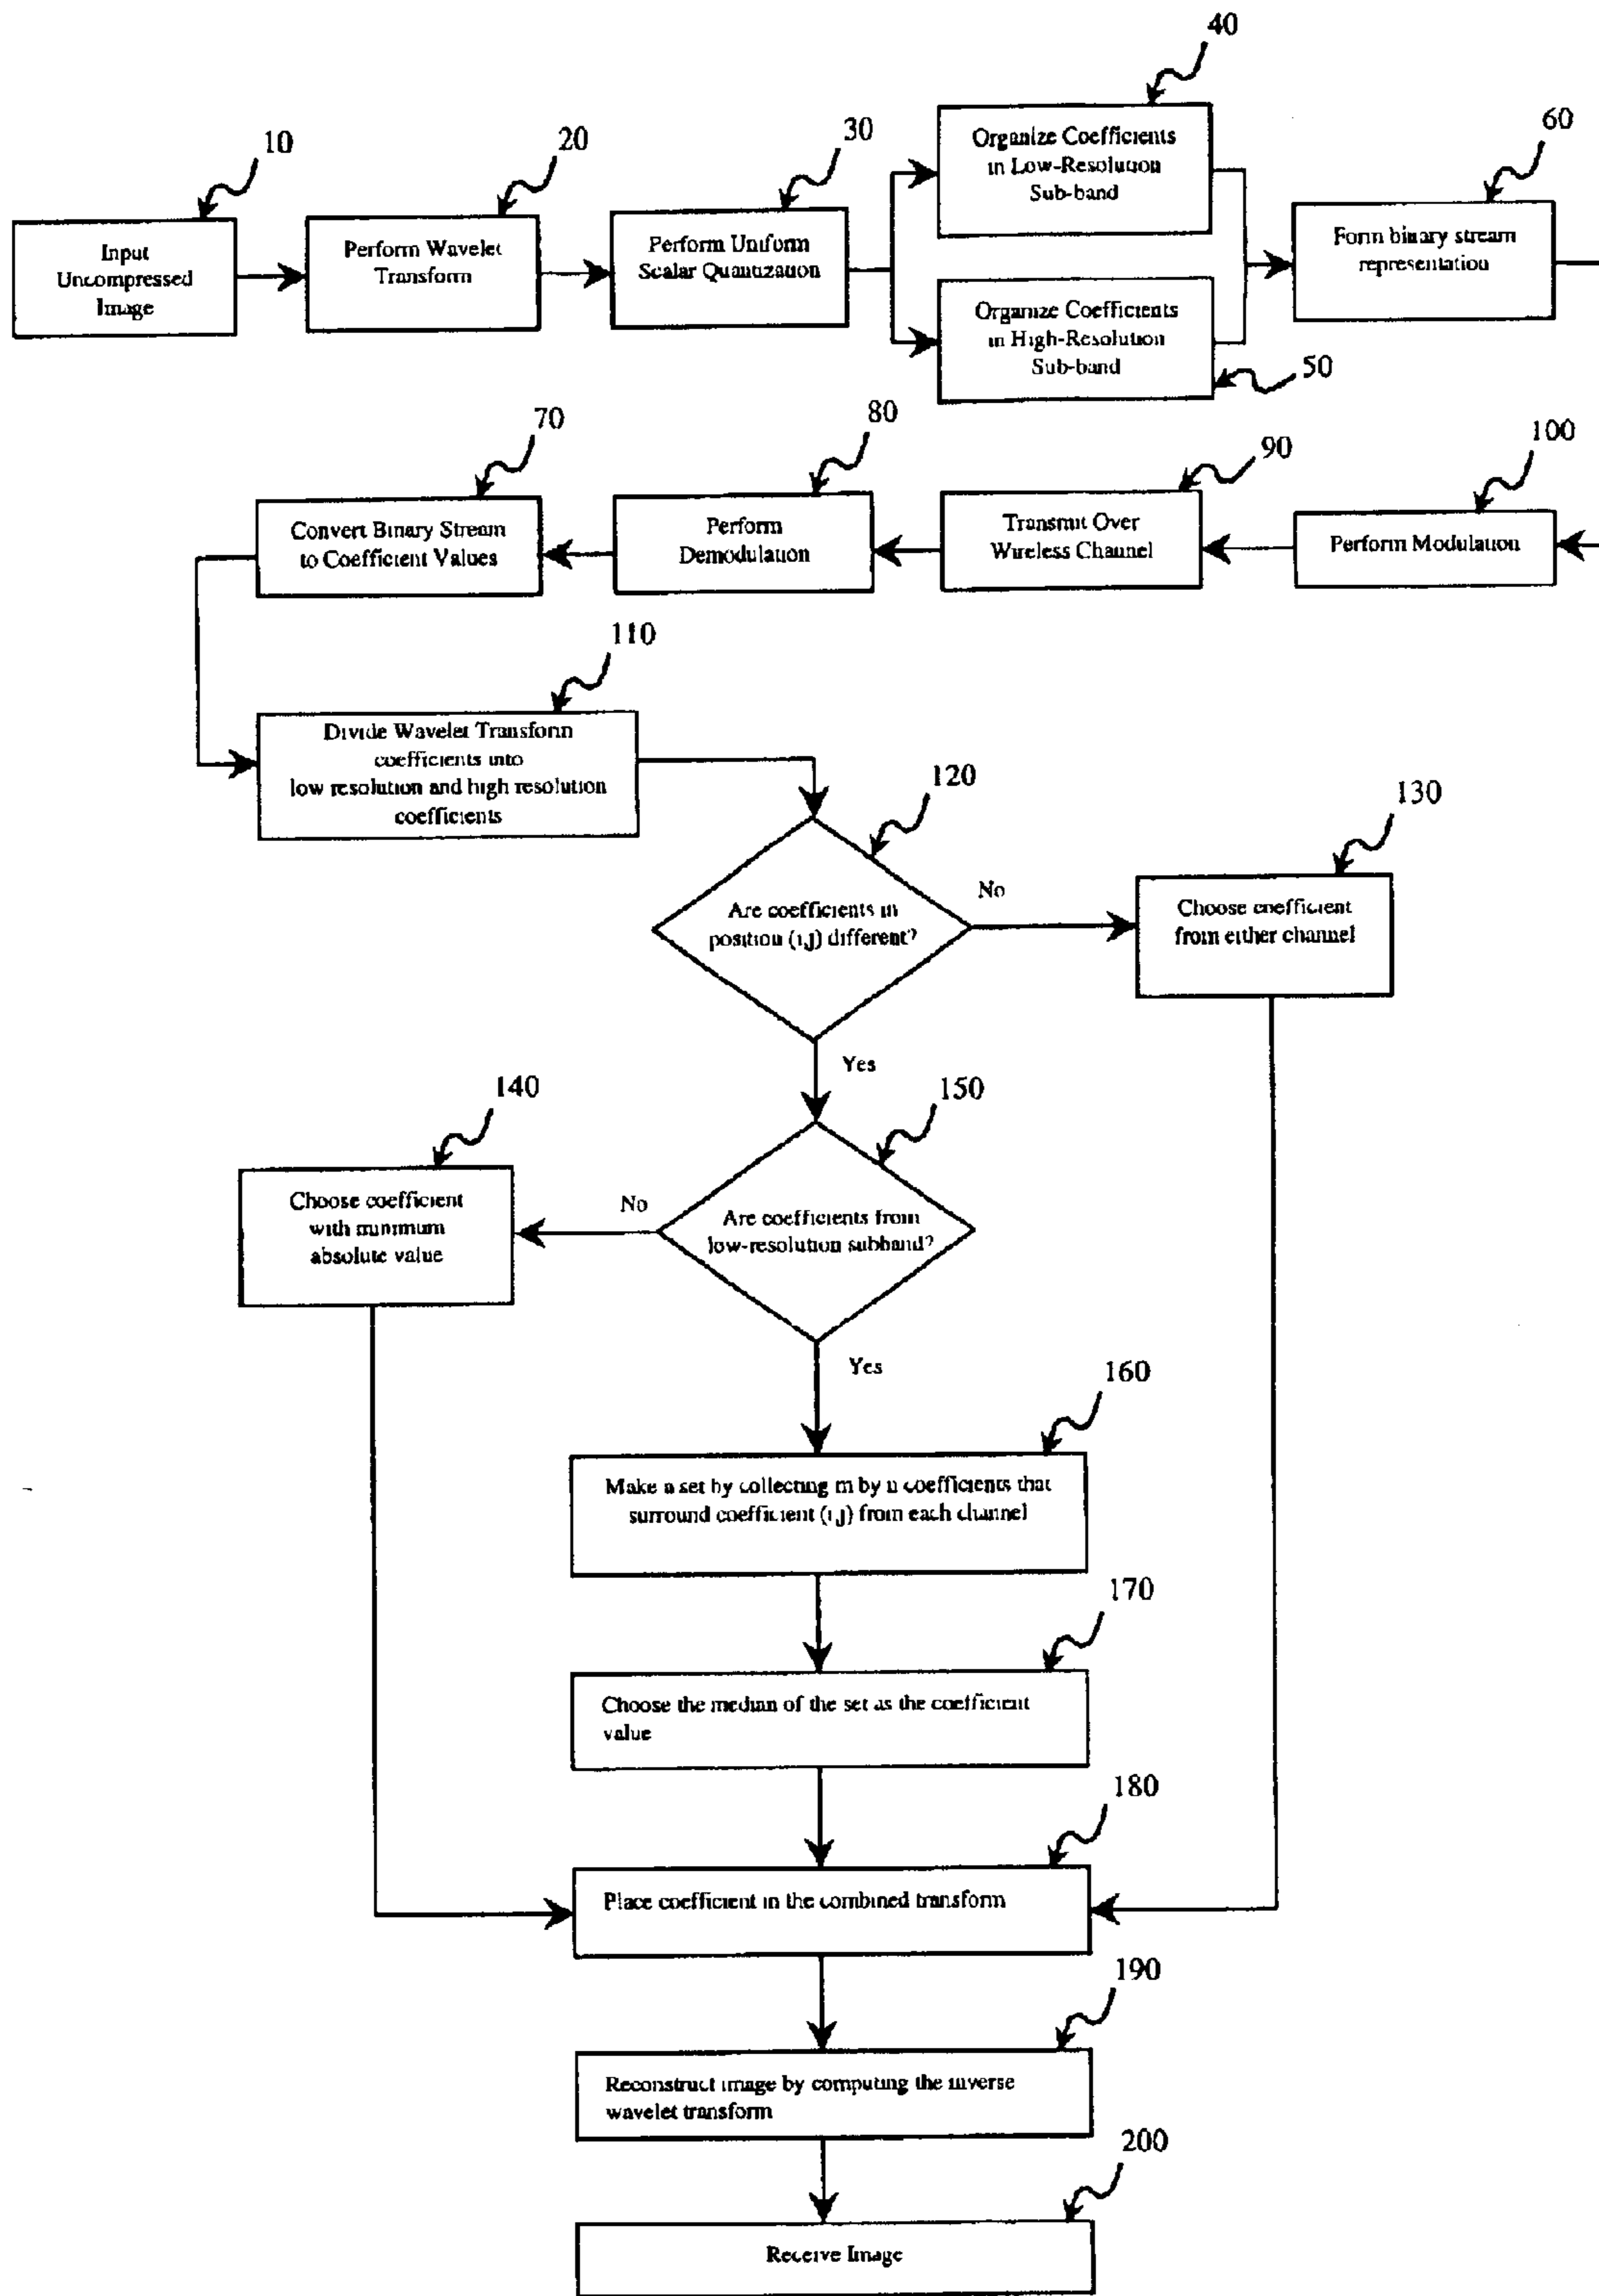 40
10
20
30
60
Organize Coefficients
in Low-Resolution
Sub-band
Input
Uncompressed
Image
Perform Wavelet
Transform
Perform Uniform
Scalar Quantization
Form binary stream
representation
Organize Coefficients
in High-Resolution
Sub-band
50
70
80
90
100
Convert Binary Stream
to Coefficient Values
Perform
Demodulation
Transmit Over
Wireless Channel
Perform Modulation
110
Divide Wavelet Transform
coefficients into
low resolution and high resolution
coefficients
120
130
Are coefficients in
position (i,j) different?
No
Choose coefficient
from either channel
Yes
140
150
Choose coefficient
with minimum
absolute value
No
Are coefficients from
low-resolution subband?
Yes
160
Make a set by collecting m by n coefficients that
surround coefficient (i,j) from each channel
170
Choose the median of the set as the coefficient
value
180
Place coefficient in the combined transform
190
Reconstruct image by computing the inverse
wavelet transform
200
Receive Image